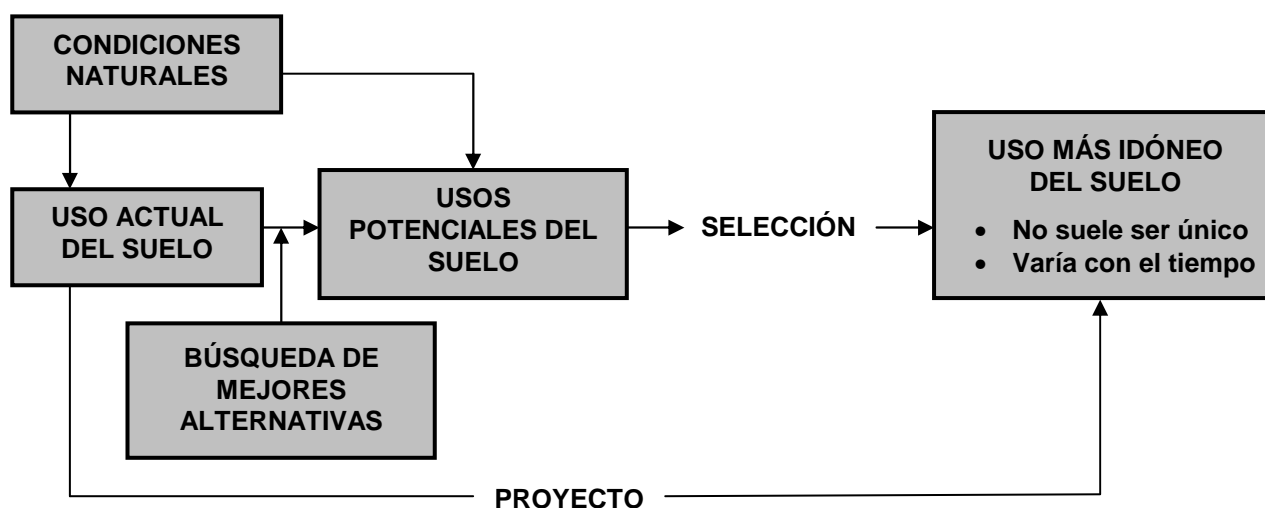 CONDICIONES
NATURALES
USO ACTUAL
DEL SUELO
BÚSQUEDA DE
MEJORES
ALTERNATIVAS
USOS
POTENCIALES DEL
SUELO
SELECCIÓN
USO MÁS IDÓNEO
DEL SUELO
• No suele ser único
• Varía con el tiempo
PROYECTO